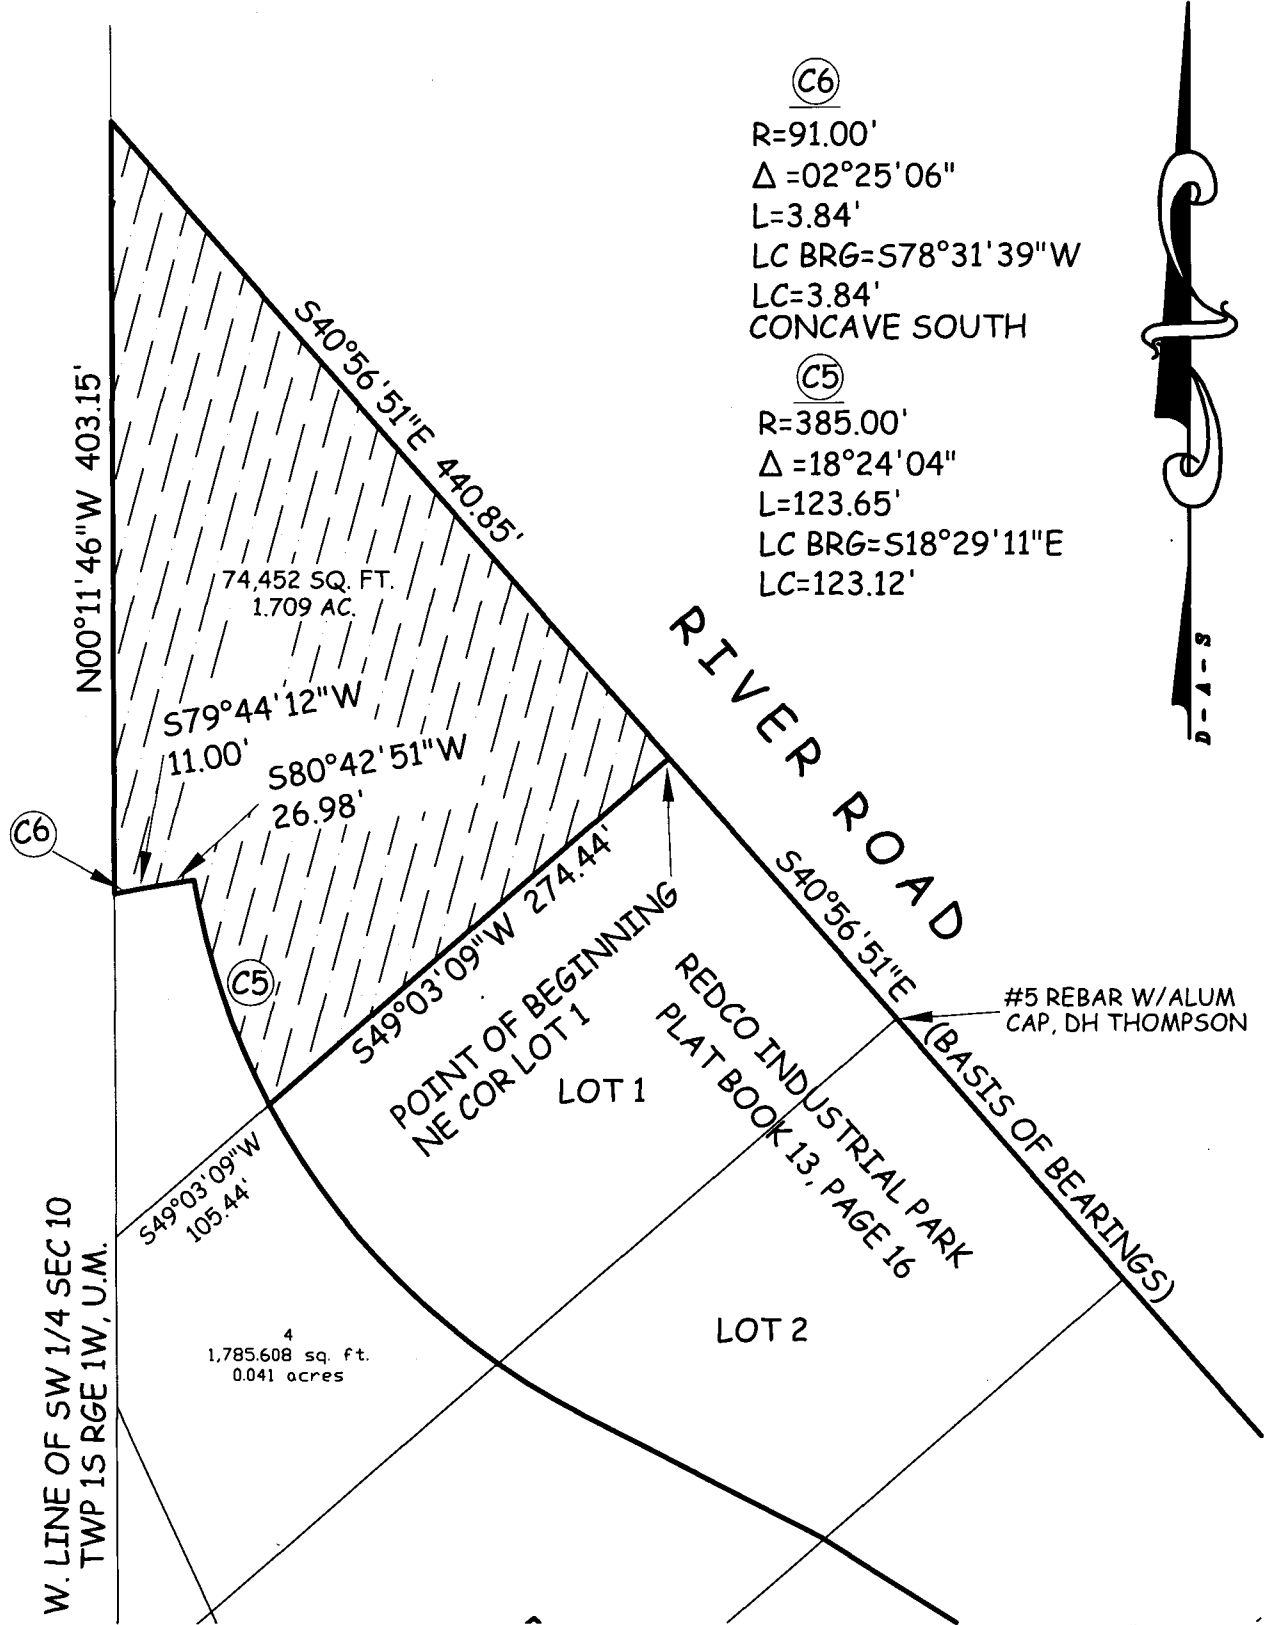 C6
R=91.00'
Δ =02°25'06"
L=3.84'
LC BRG=S78°31'39"W
LC=3.84'
CONCAVE SOUTH
C5
R=385.00'
Δ =18°24'04"
L=123.65'
LC BRG=S18°29'11"E
LC=123.12'
S40°56'51"E 440.85'
N00°11'46"W 403.15'
74,452 SQ. FT.
1.709 AC.
S79°44'12"W
11.00'
S80°42'51"W
26.98'
C6
C5
RIVER ROAD
D-A-S
S49°03'09"W 274.44'
POINT OF BEGINNING
NE COR LOT 1
LOT 1
REDCO INDUSTRIAL PARK
PLAT BOOK 13, PAGE 16
S40°56'51"E (BASIS OF BEARINGS)
#5 REBAR W/ALUM
CAP, DH THOMPSON
S49°03'09"W
105.44'
LOT 2
4
1,785.608 sq. ft.
0.041 acres
W. LINE OF SW 1/4 SEC 10
TWP 1S RGE 1W, U.M.